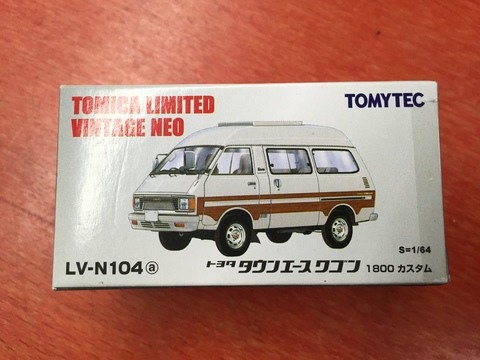 TOMICA LIMITED
VINTAGE NEO
TOMYTEC
S=1/64
LV-N104ⓐ
トヨタ タウンエース ワゴン 1800 カスタム